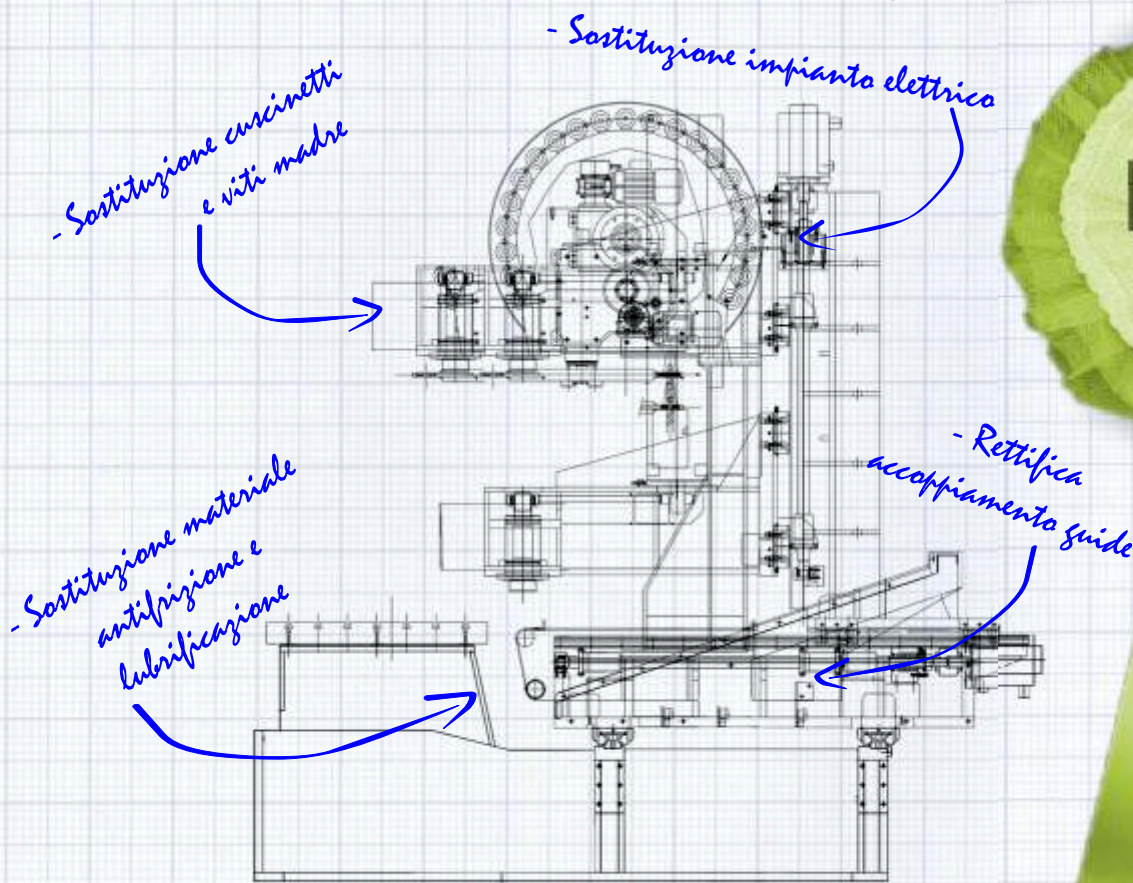 - Sostituzione impianto elettrico
- Sostituzione cuscinetti
e viti madre
- Rettifica
accoppiamento guide
- Sostituzione materiale
antifrizione e
lubrificazione